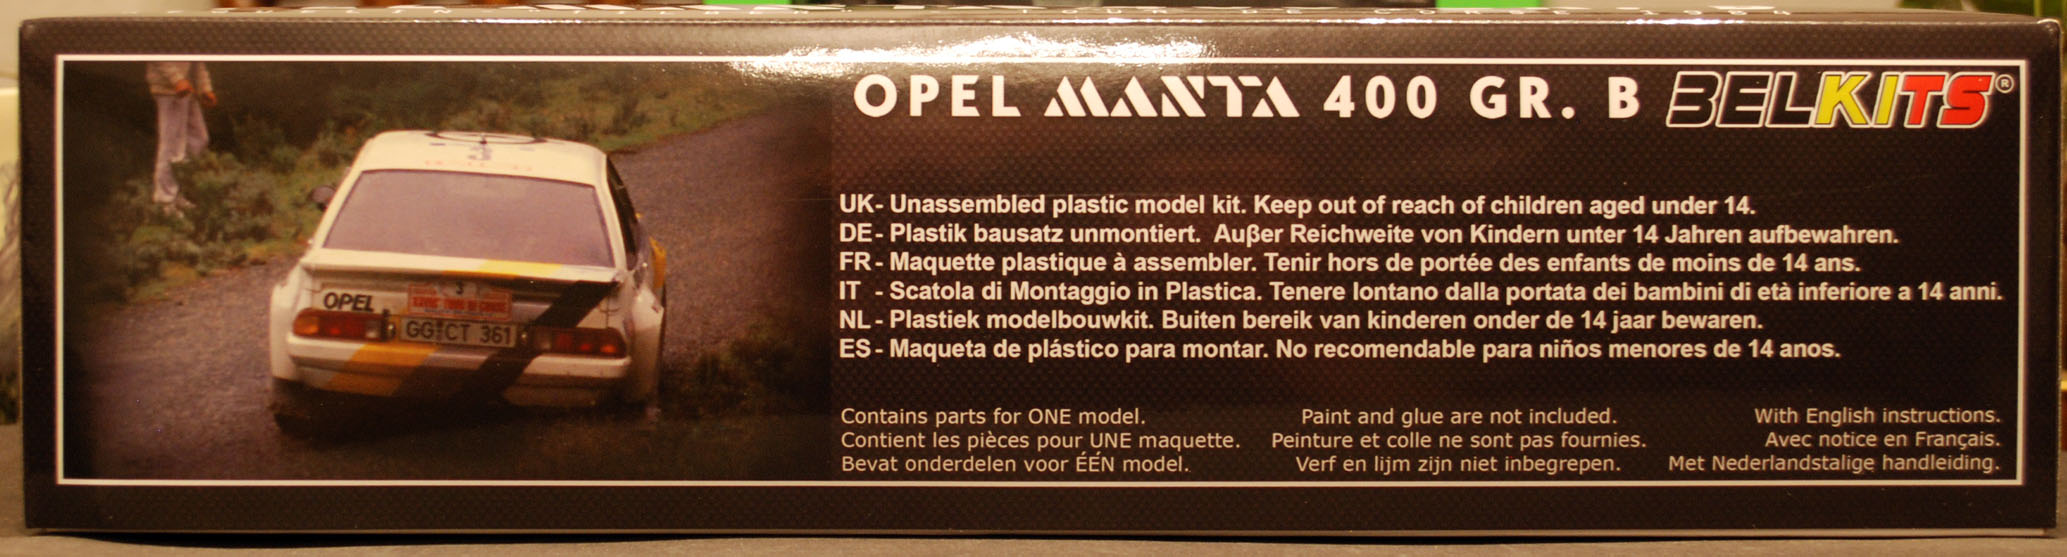 TOUR DE CORSE 1984
OPEL MANTA 400 GR. B BELKITS®
3
3
OPEL
GG CT 361
UK- Unassembled plastic model kit. Keep out of reach of children aged under 14.
DE - Plastik bausatz unmontiert. Auβer Reichweite von Kindern unter 14 Jahren aufbewahren.
FR - Maquette plastique à assembler. Tenir hors de portée des enfants de moins de 14 ans.
IT - Scatola di Montaggio in Plastica. Tenere lontano dalla portata dei bambini di età inferiore a 14 anni.
NL - Plastiek modelbouwkit. Buiten bereik van kinderen onder de 14 jaar bewaren.
ES - Maqueta de plástico para montar. No recomendable para niños menores de 14 anos.
Contains parts for ONE model. Paint and glue are not included. With English instructions.
Contient les pièces pour UNE maquette. Peinture et colle ne sont pas fournies. Avec notice en Français.
Bevat onderdelen voor ÉÉN model. Verf en lijm zijn niet inbegrepen. Met Nederlandstalige handleiding.